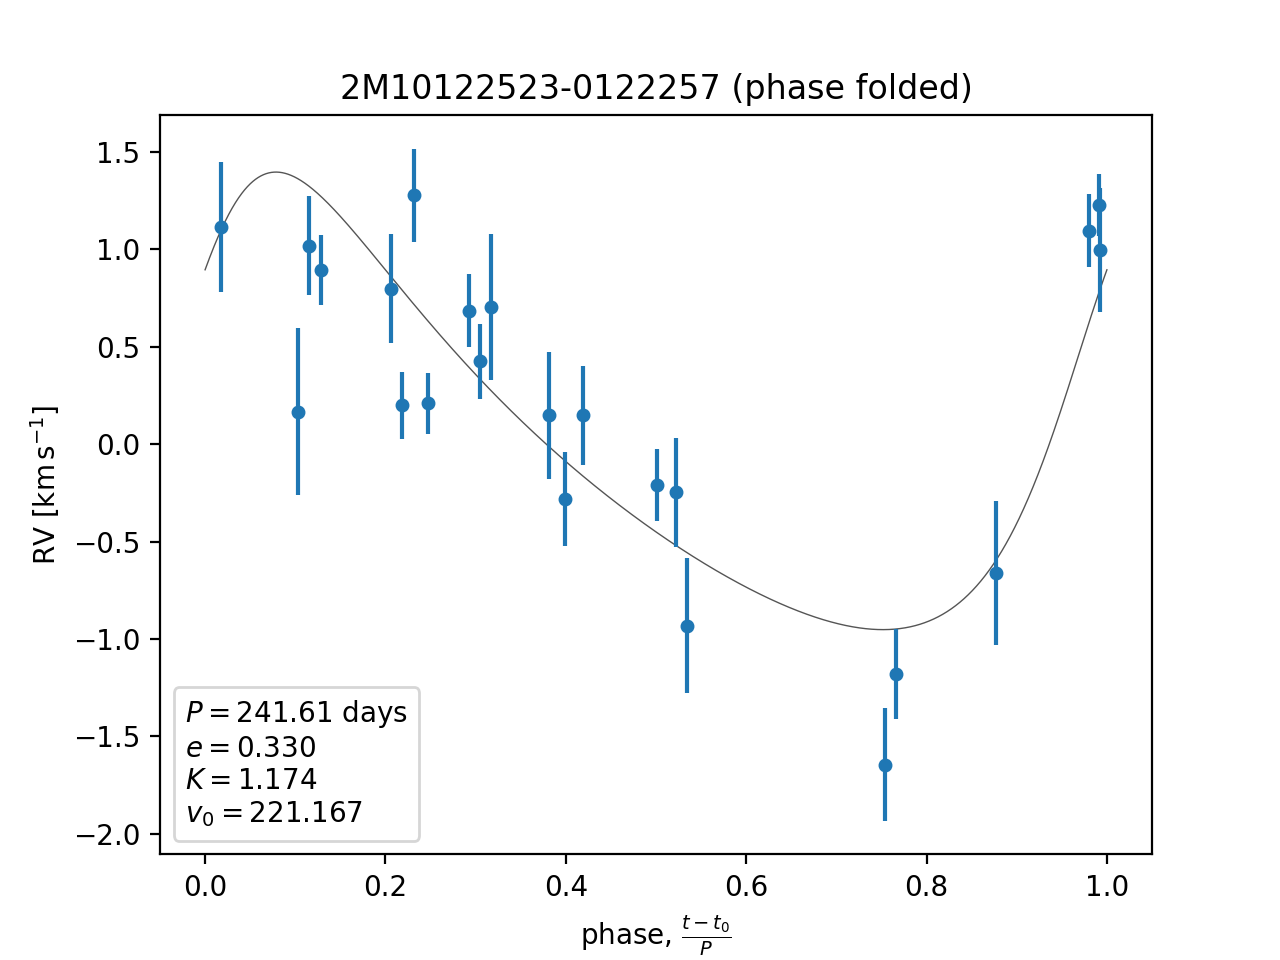 2M10122523-0122257 (phase folded)
RV [km s⁻¹]
1.5
1.0
0.5
0.0
−0.5
−1.0
−1.5
−2.0
P = 241.61 days
e = 0.330
K = 1.174
v₀ = 221.167
0.0 0.2 0.4 0.6 0.8 1.0
phase, (t − t₀)/P